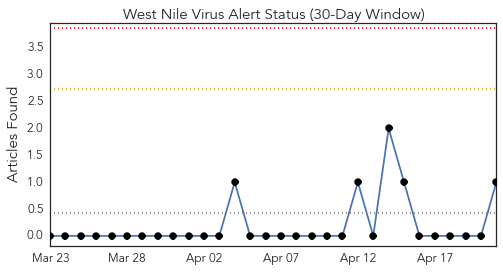 West Nile Virus Alert Status (30-Day Window)
Articles Found
3.5
3.0
2.5
2.0
1.5
1.0
0.5
0.0
Mar 23 Mar 28 Apr 02 Apr 07 Apr 12 Apr 17